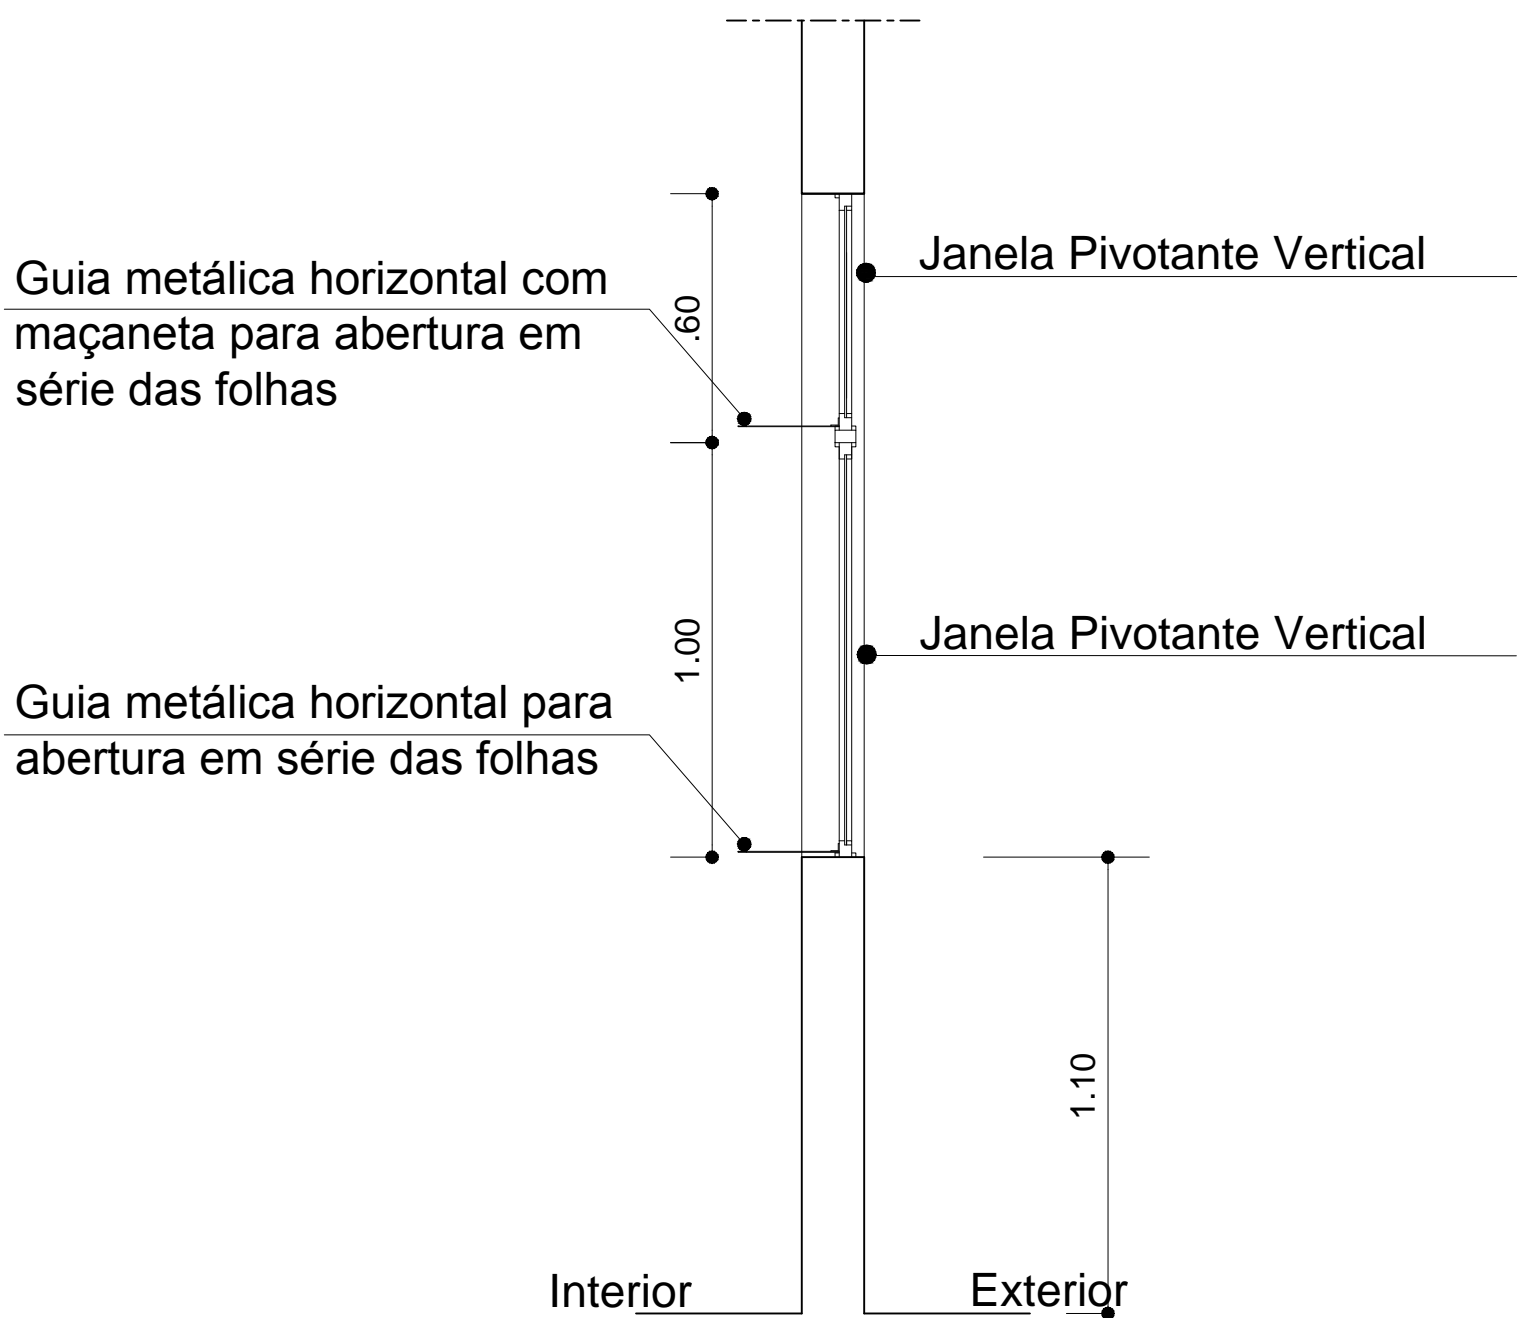 Janela Pivotante Vertical
Guia metálica horizontal com
maçaneta para abertura em
série das folhas
.60
Janela Pivotante Vertical
1.00
Guia metálica horizontal para
abertura em série das folhas
1.10
Interior
Exterior